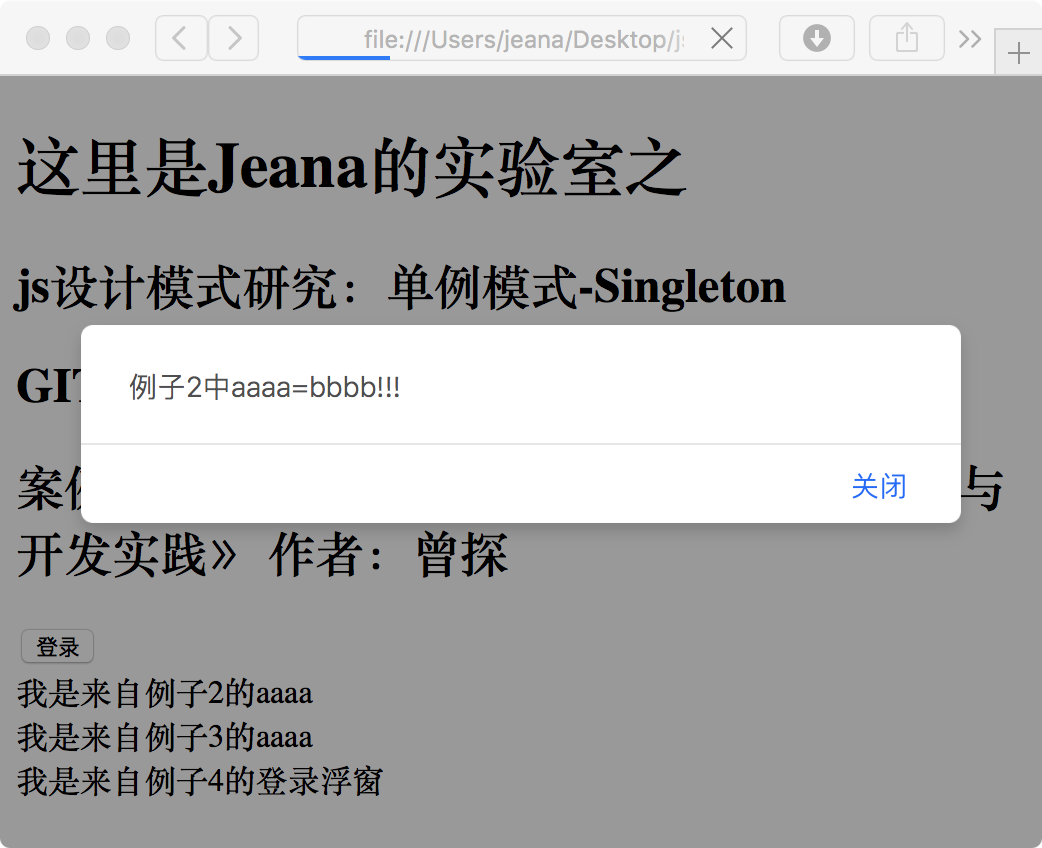 file:///Users/jeana/Desktop/js
这里是Jeana的实验室之
js设计模式研究：单例模式-Singleton
GIT
例子2中aaaa=bbbb!!!
关闭
案例 与
开发实践》 作者：曾探
登录
我是来自例子2的aaaa
我是来自例子3的aaaa
我是来自例子4的登录浮窗